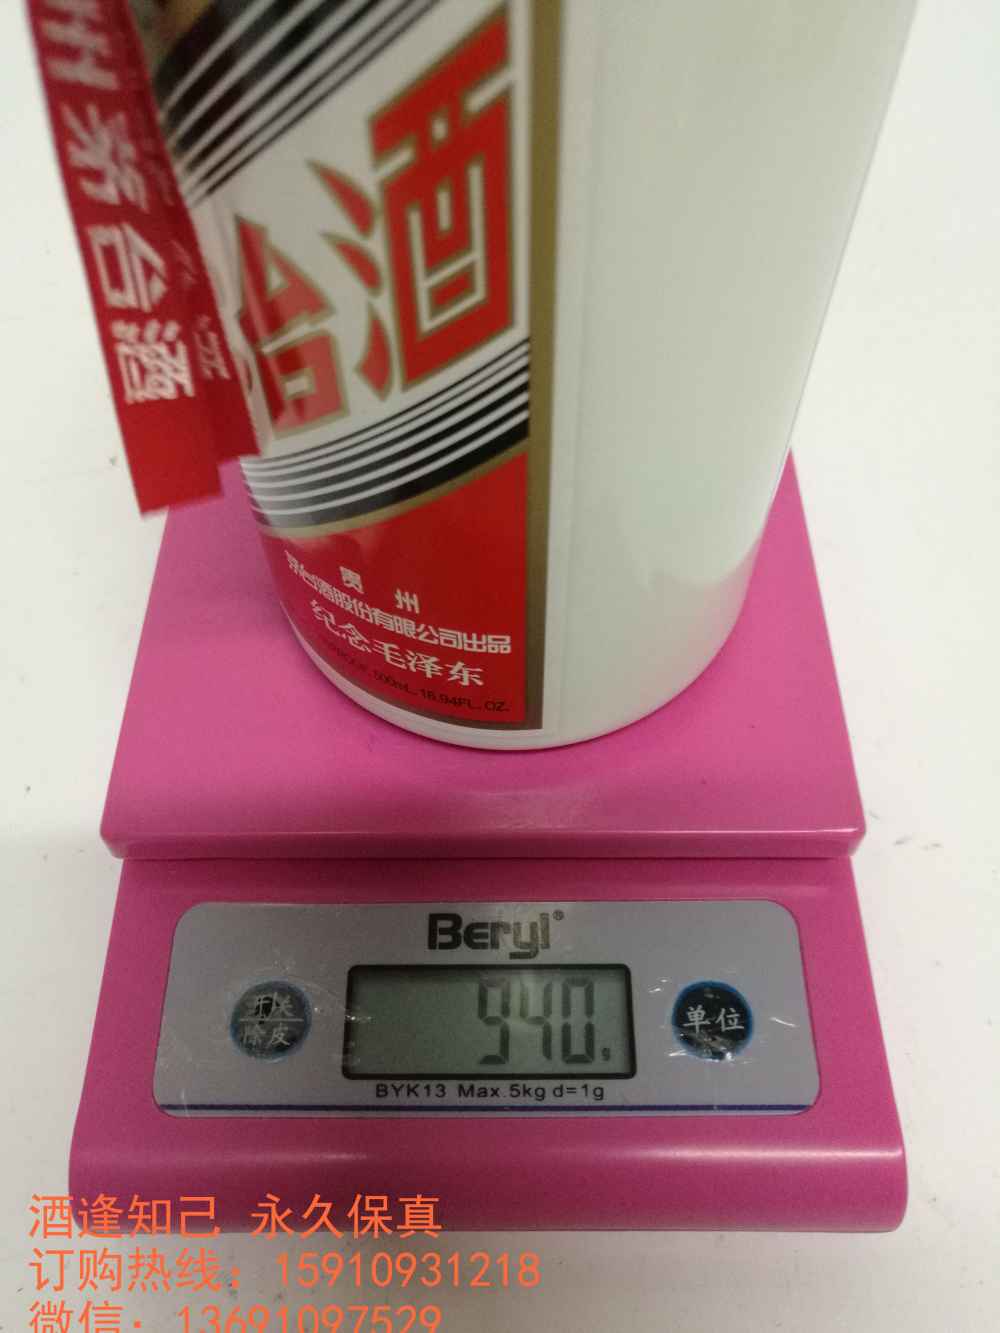 州茅台酒
台酒
贵州
茅台酒股份有限公司出品
纪念毛泽东
500mL. 16.94FL. OZ.
Beryl®
开关
除皮
940g
单位
BYK13 Max.5kg d=1g
酒逢知己 永久保真
订购热线：15910931218
微信：13691097529